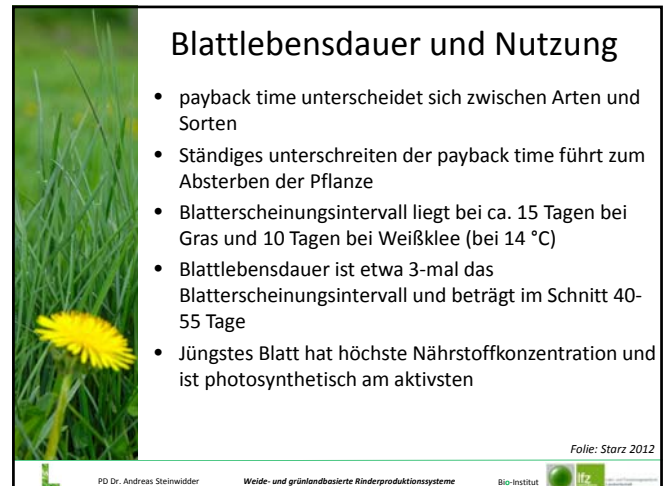 Blattlebensdauer und Nutzung
• payback time unterscheidet sich zwischen Arten und
Sorten
• Ständiges unterschreiten der payback time führt zum
Absterben der Pflanze
• Blatterscheinungsintervall liegt bei ca. 15 Tagen bei
Gras und 10 Tagen bei Weißklee (bei 14 °C)
• Blattlebensdauer ist etwa 3-mal das
Blatterscheinungsintervall und beträgt im Schnitt 40-
55 Tage
• Jüngstes Blatt hat höchste Nährstoffkonzentration und
ist photosynthetisch am aktivsten
Folie: Starz 2012
PD Dr. Andreas Steinwidder Weide- und grünlandbasierte Rinderproduktionssysteme Bio-Institut lfz